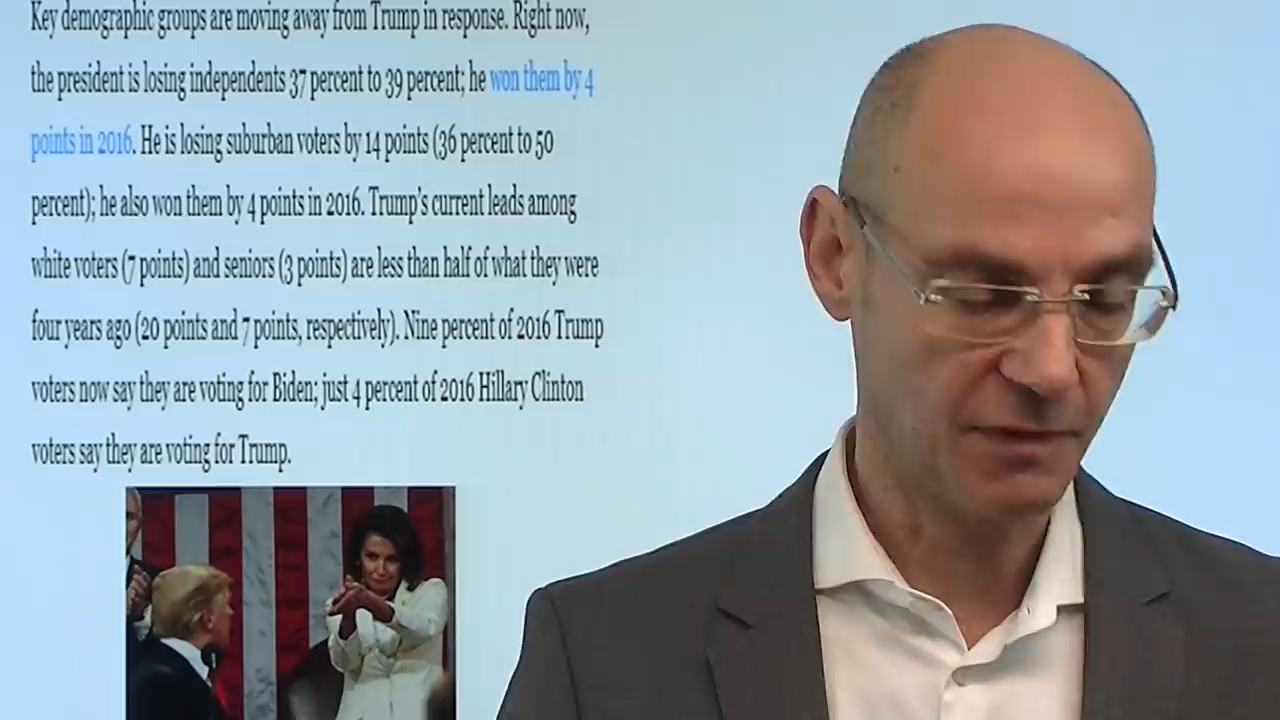 Key demographic groups are moving away from Trump in response. Right now,
the president is losing independents 37 percent to 39 percent; he won them by 4
points in 2016. He is losing suburban voters by 14 points (36 percent to 50
percent); he also won them by 4 points in 2016. Trump's current leads among
white voters (7 points) and seniors (3 points) are less than half of what they were
four years ago (20 points and 7 points, respectively). Nine percent of 2016 Trump
voters now say they are voting for Biden; just 4 percent of 2016 Hillary Clinton
voters say they are voting for Trump.